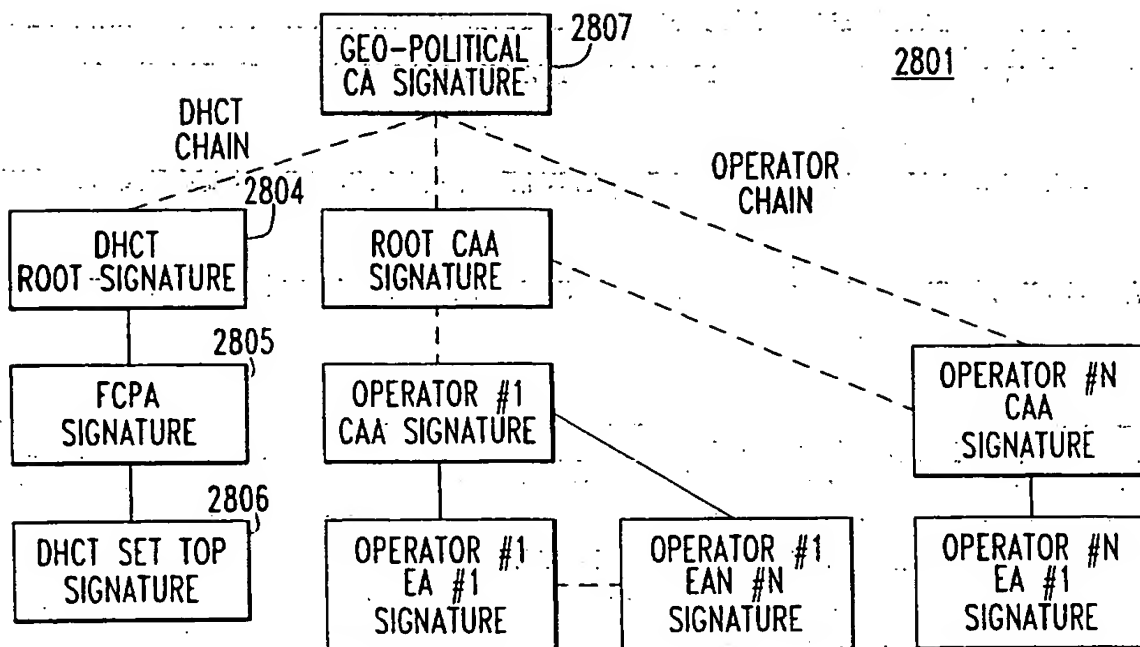 GEO-POLITICAL
CA SIGNATURE
2807
2801
DHCT
CHAIN
OPERATOR
CHAIN
2804
DHCT
ROOT SIGNATURE
ROOT CAA
SIGNATURE
2805
FCPA
SIGNATURE
OPERATOR #1
CAA SIGNATURE
OPERATOR #N
CAA
SIGNATURE
2806
DHCT SET TOP
SIGNATURE
OPERATOR #1
EA #1
SIGNATURE
OPERATOR #1
EAN #N
SIGNATURE
OPERATOR #N
EA #1
SIGNATURE